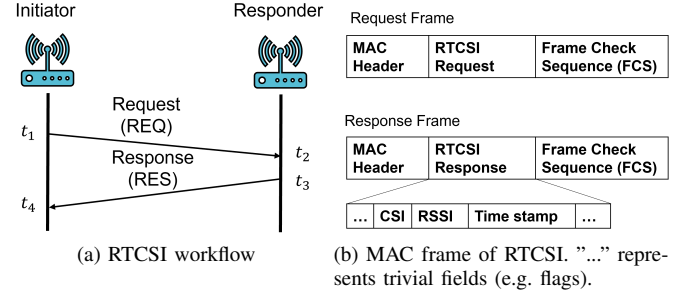 Initiator
Responder
Request
(REQ)
t1
t2
Response
(RES)
t3
t4
(a) RTCSI workflow
Request Frame
MAC Header
RTCSI Request
Frame Check Sequence (FCS)
Response Frame
MAC Header
RTCSI Response
Frame Check Sequence (FCS)
...
CSI
RSSI
Time stamp
...
(b) MAC frame of RTCSI. "..." repre-
sents trivial fields (e.g. flags).